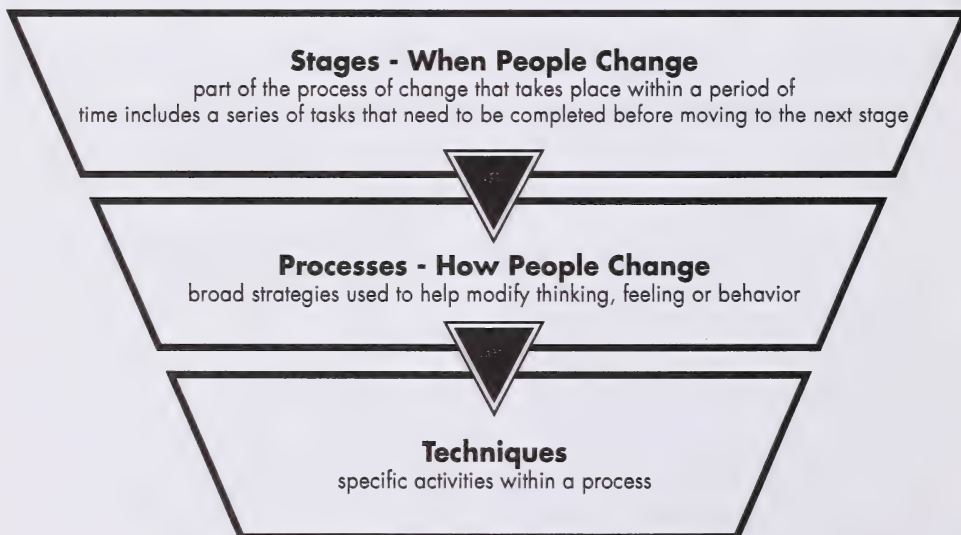 Stages - When People Change
part of the process of change that takes place within a period of
time includes a series of tasks that need to be completed before moving to the next stage
Processes - How People Change
broad strategies used to help modify thinking, feeling or behavior
Techniques
specific activities within a process